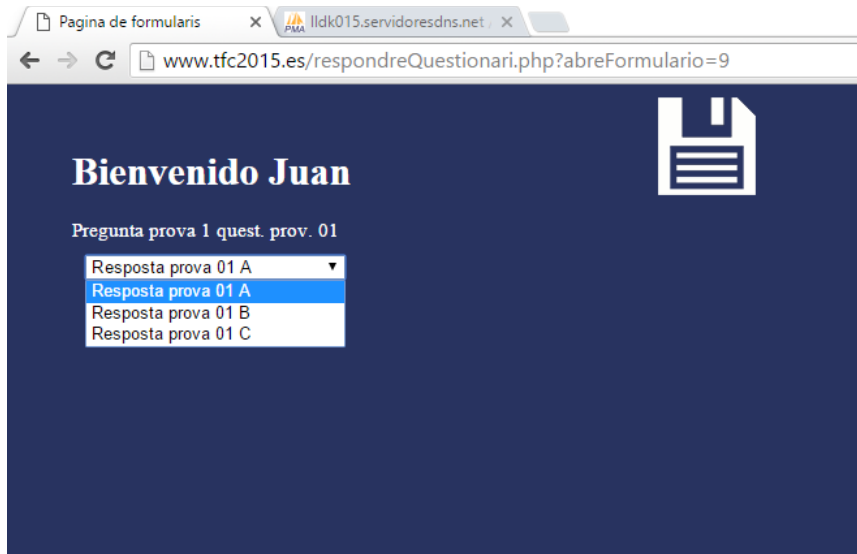 Pagina de formularis
PMA lldk015.servidoresdns.net /
www.tfc2015.es/respondreQuestionari.php?abreFormulario=9
Bienvenido Juan
Pregunta prova 1 quest. prov. 01
Resposta prova 01 A
Resposta prova 01 A
Resposta prova 01 B
Resposta prova 01 C